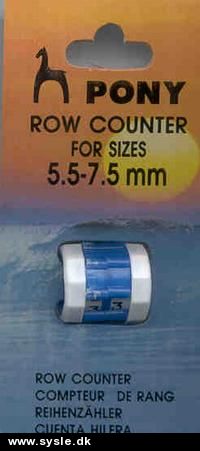 PONY
ROW COUNTER
FOR SIZES
5.5-7.5 mm
ROW COUNTER
COMPTEUR DE RANG
REIHENZÄHLER
CUENTA HILERA
www.sysle.dk